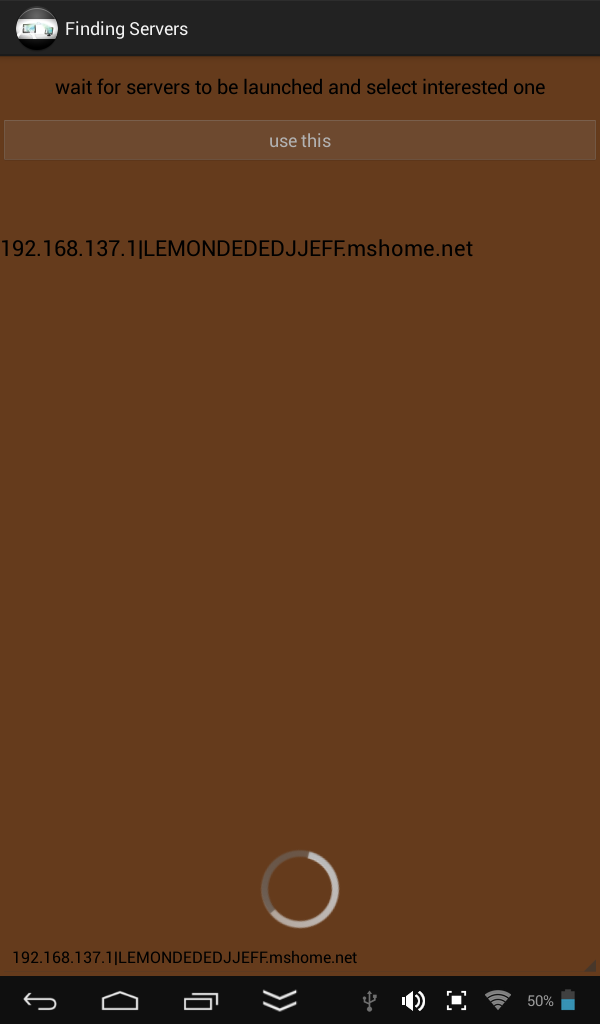 Finding Servers
wait for servers to be launched and select interested one
use this
192.168.137.1|LEMONDEDEDJJEFF.mshome.net
192.168.137.1|LEMONDEDEDJJEFF.mshome.net
50%